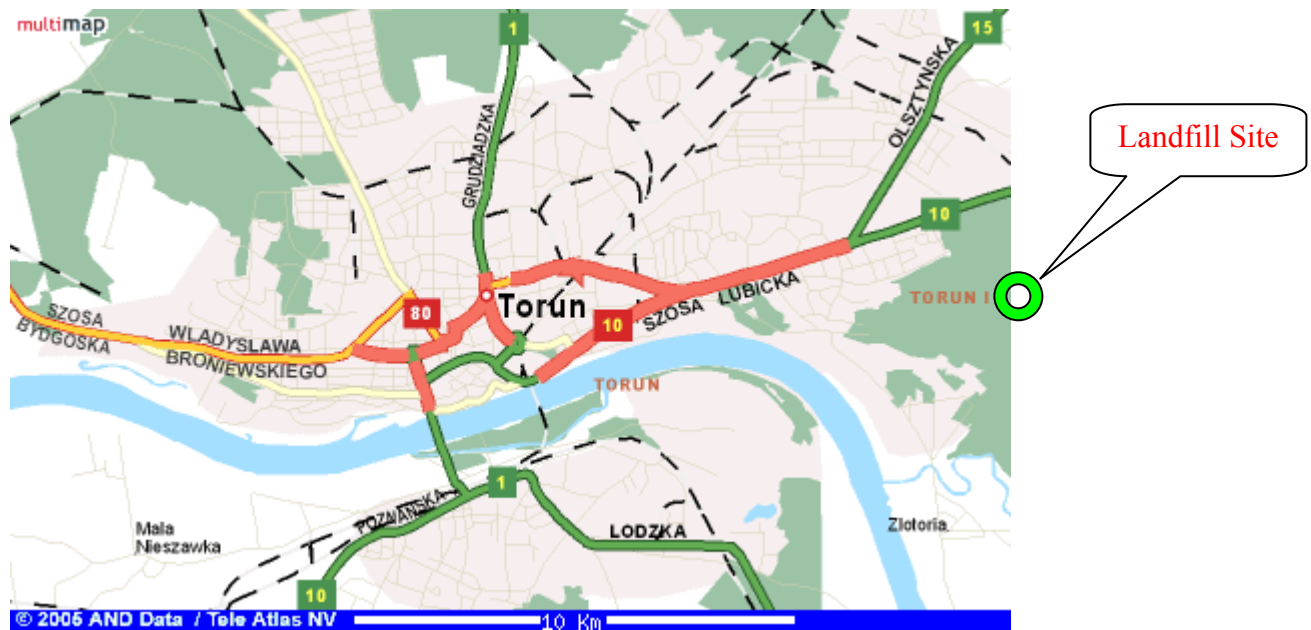 multimap
1
15
OLSZTYNSKA
Landfill Site
GRUDZIADZKA
10
TORUN I
Torun
80
10
SZOSA LUBICKA
SZOSA
BYDGOSKA
WLADYSLAWA
BRONIEWSKIEGO
TORUN
1
POZNANSKA
LODZKA
Mala
Nieszawka
Zlotoria
10
© 2005 AND Data / Tele Atlas NV
10 Km